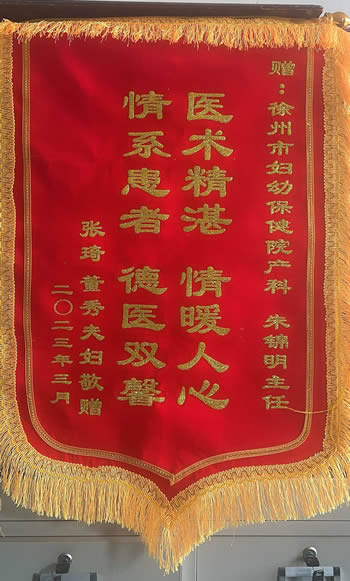 赠：徐州市妇幼保健院产科 朱锦明主任
医术精湛 情暖人心
情系患者 德医双馨
张琦 董秀夫妇敬赠
二〇二三年三月